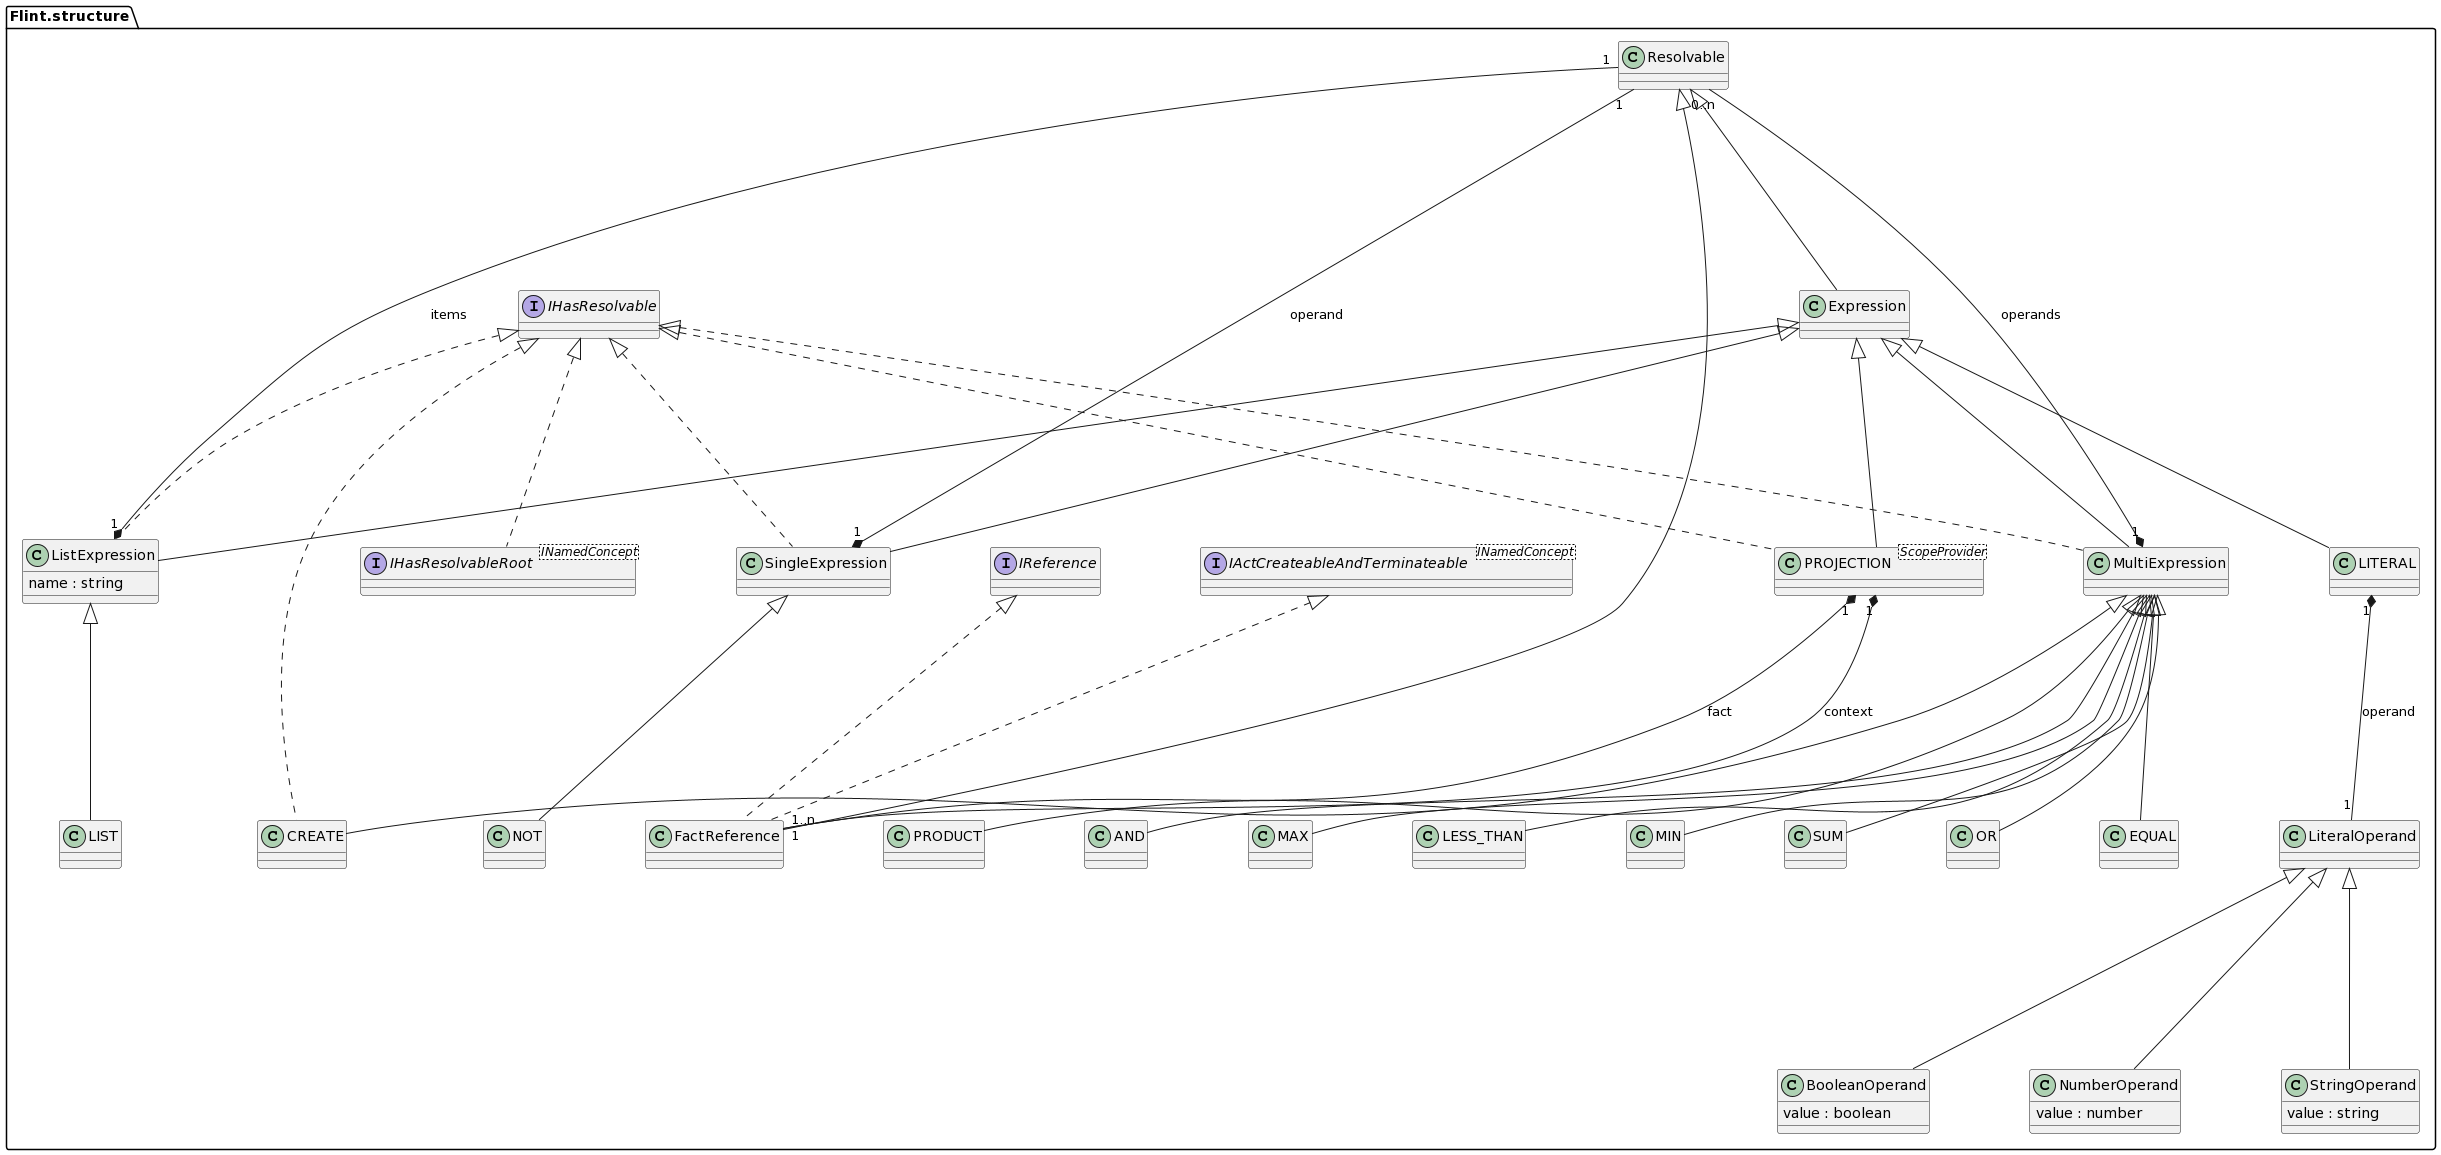 Flint.structure
C Resolvable
1
1
0..n
I IHasResolvable
C Expression
items
operand
operands
1
1
1
C ListExpression
name : string
I IHasResolvableRoot
INamedConcept
C SingleExpression
I IReference
I IActCreateableAndTerminateable
INamedConcept
C PROJECTION
ScopeProvider
C MultiExpression
C LITERAL
1
1
1
fact
context
operand
1..n
1
1
C LIST
C CREATE
C NOT
C FactReference
C PRODUCT
C AND
C MAX
C LESS_THAN
C MIN
C SUM
C OR
C EQUAL
C LiteralOperand
C BooleanOperand
value : boolean
C NumberOperand
value : number
C StringOperand
value : string